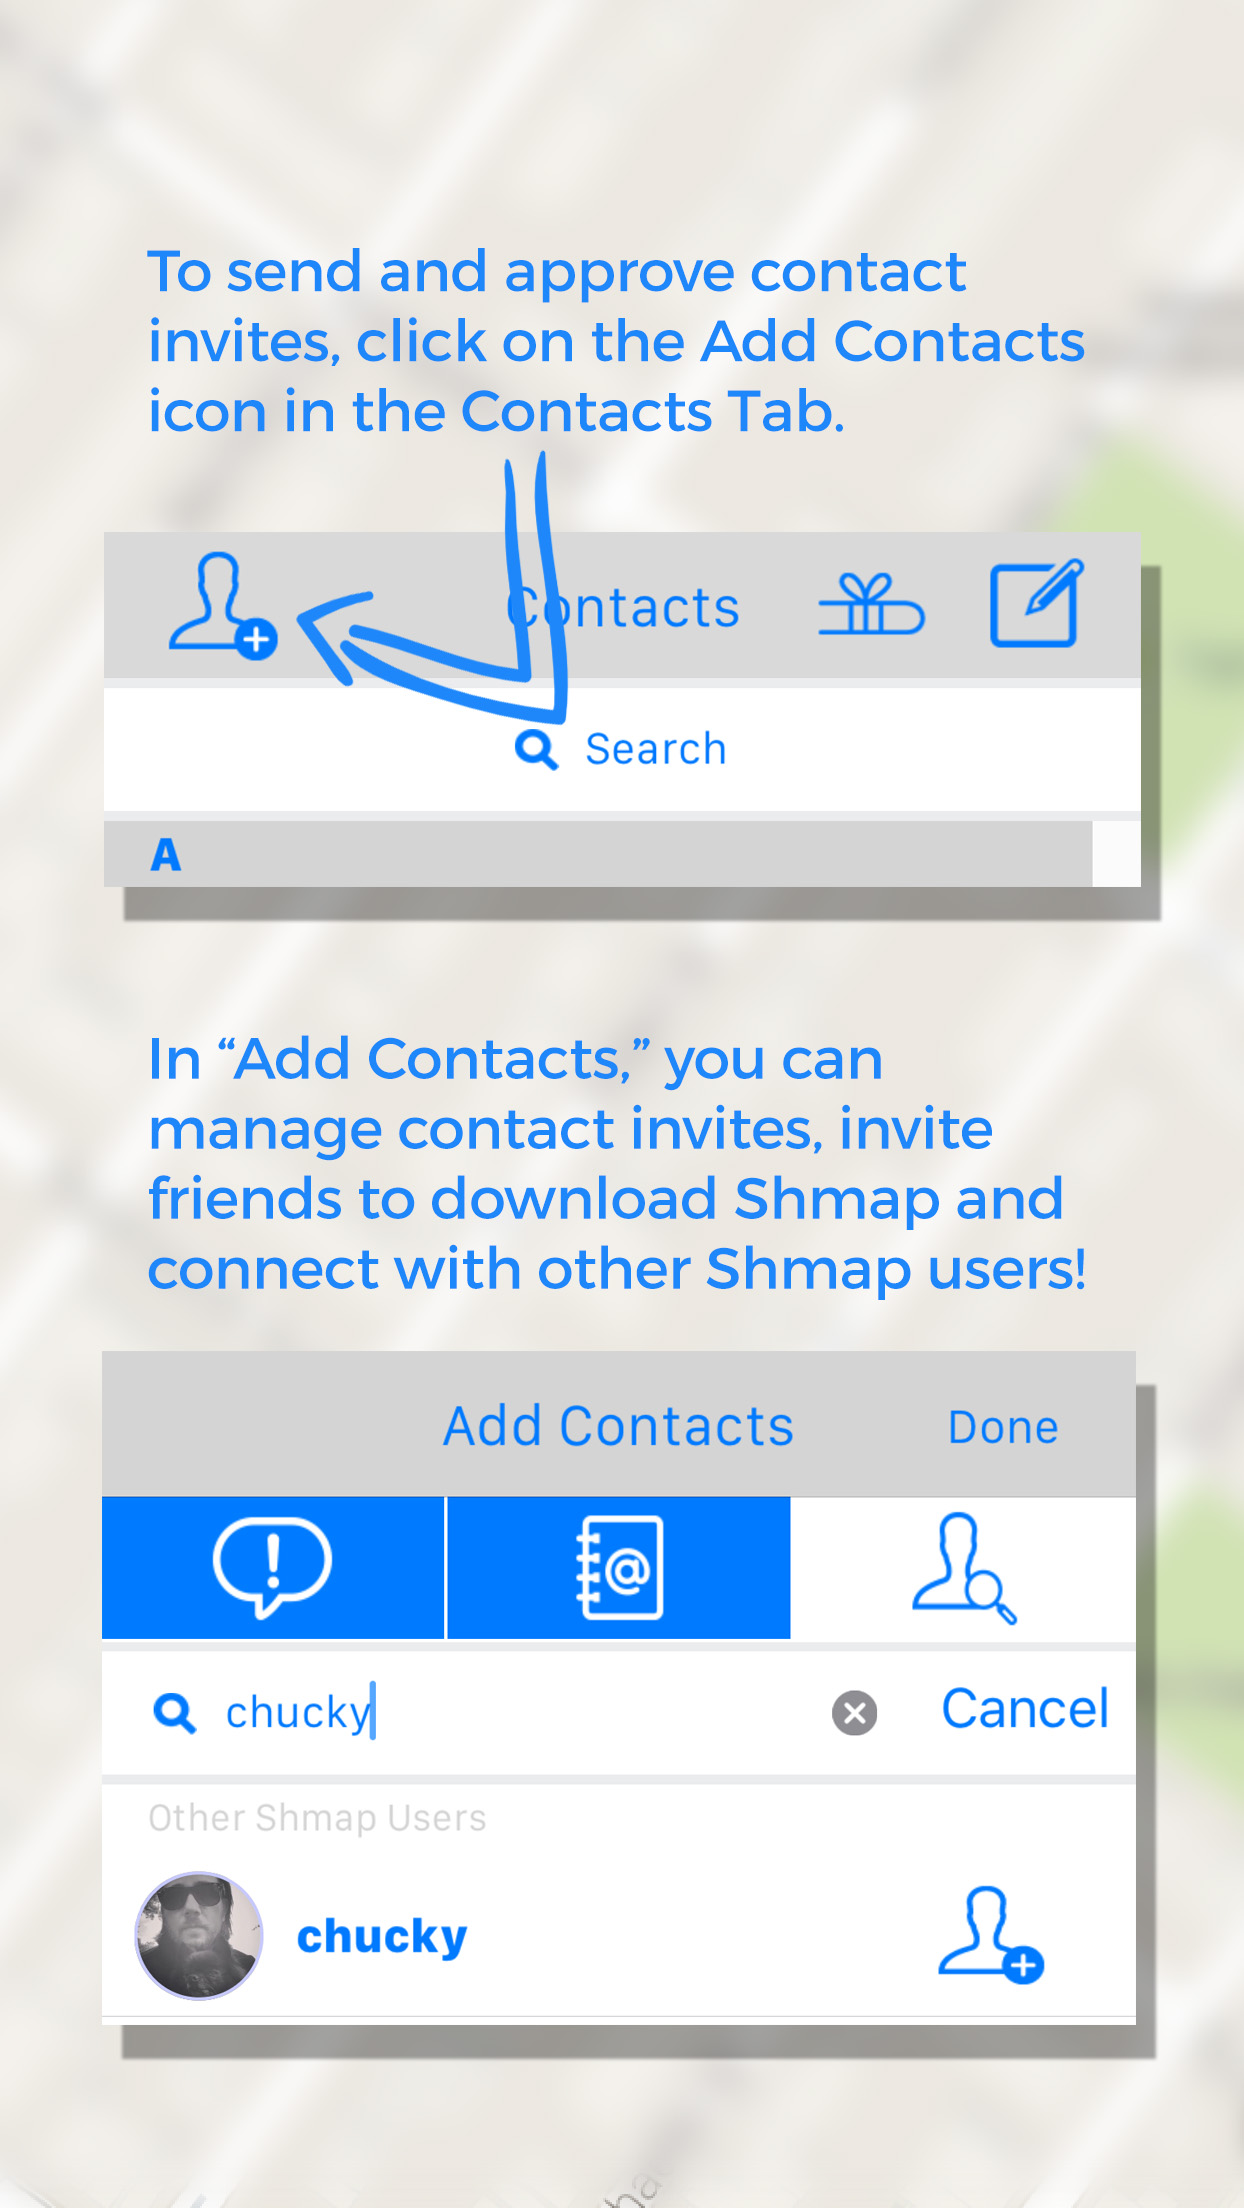 To send and approve contact
invites, click on the Add Contacts
icon in the Contacts Tab.
Contacts
Search
A
In “Add Contacts,” you can
manage contact invites, invite
friends to download Shmap and
connect with other Shmap users!
Add Contacts
Done
chucky
Cancel
Other Shmap Users
chucky